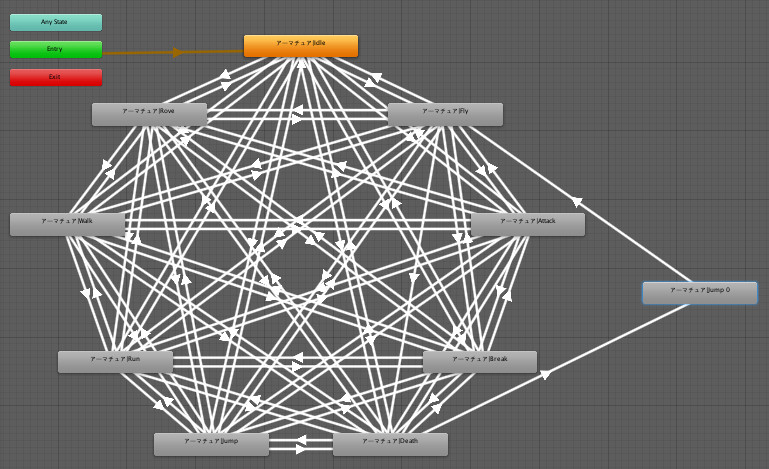 Any State
Entry
Exit
アーマチュア|Idle
アーマチュア|Rove
アーマチュア|Fly
アーマチュア|Walk
アーマチュア|Attack
アーマチュア|Jump 0
アーマチュア|Run
アーマチュア|Break
アーマチュア|Jump
アーマチュア|Death